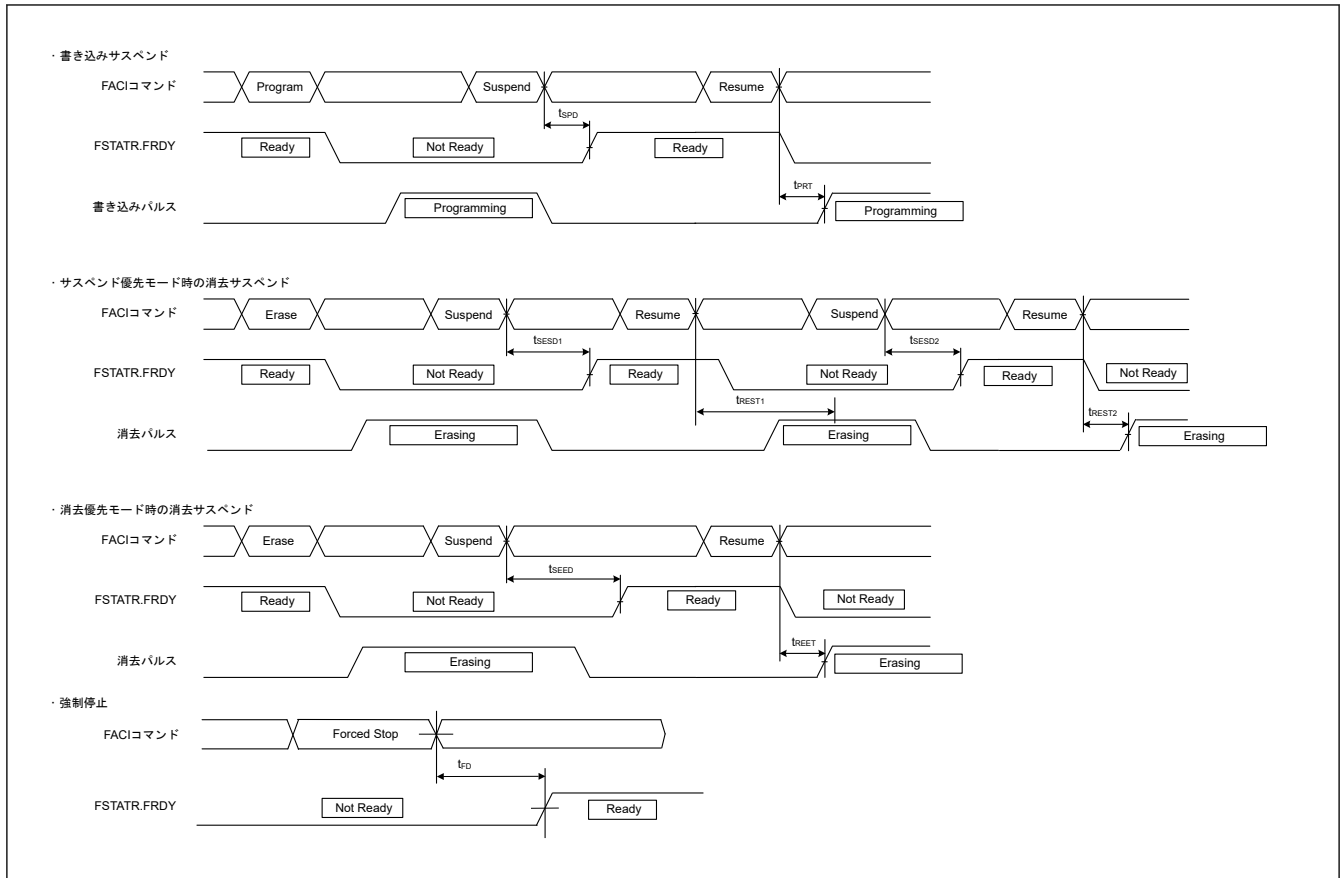 ・書き込みサスペンド
FACIコマンド Program Suspend Resume
tSPD
FSTATR.FRDY Ready Not Ready Ready
tPRT
書き込みパルス Programming Programming
・サスペンド優先モード時の消去サスペンド
FACIコマンド Erase Suspend Resume Suspend Resume
tSESD1 tSESD2
FSTATR.FRDY Ready Not Ready Ready Not Ready Ready Not Ready
tREST1 tREST2
消去パルス Erasing Erasing Erasing
・消去優先モード時の消去サスペンド
FACIコマンド Erase Suspend Resume
tSEED
FSTATR.FRDY Ready Not Ready Ready Not Ready
tREET
消去パルス Erasing Erasing
・強制停止
FACIコマンド Forced Stop
tFD
FSTATR.FRDY Not Ready Ready